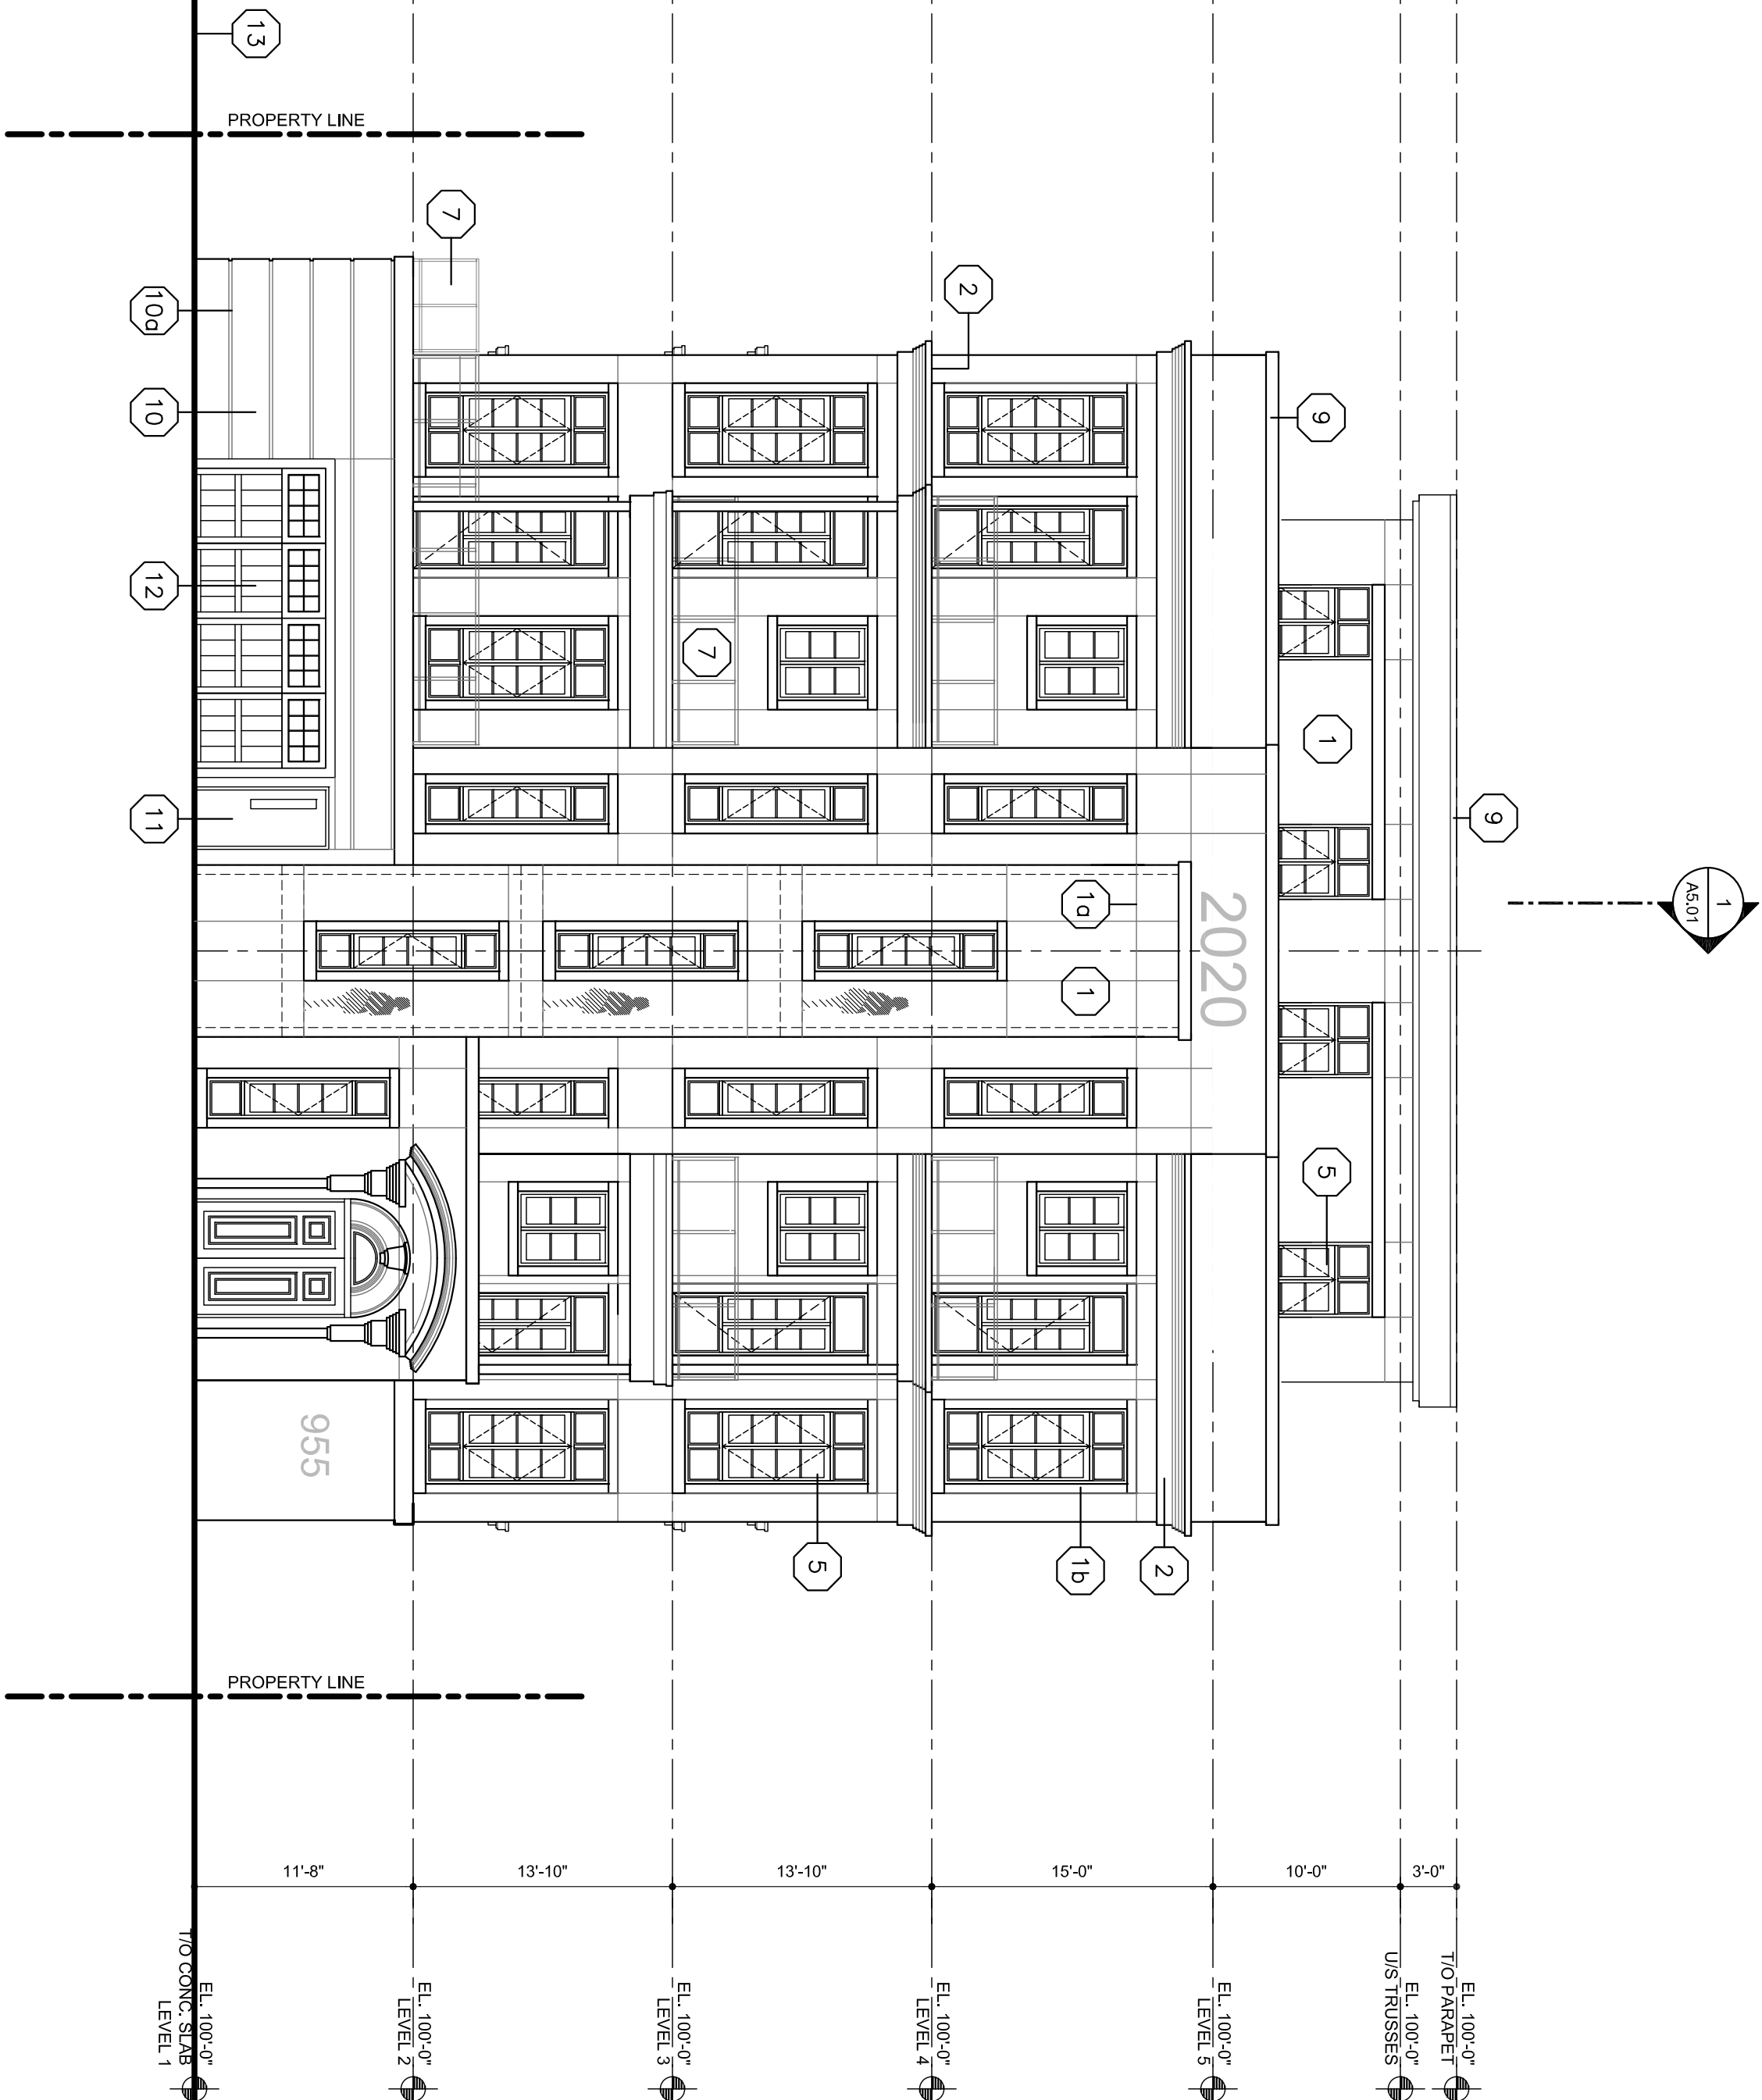 1
A5.01
9
9
1
5
2020
2
1a
1
1b
2
7
5
7
13
PROPERTY LINE
PROPERTY LINE
955
10a
10
12
11
3'-0"
10'-0"
15'-0"
13'-10"
13'-10"
11'-8"
EL. 100'-0"
T/O PARAPET
EL. 100'-0"
U/S TRUSSES
EL. 100'-0"
LEVEL 5
EL. 100'-0"
LEVEL 4
EL. 100'-0"
LEVEL 3
EL. 100'-0"
LEVEL 2
EL. 100'-0"
T/O CONC. SLAB
LEVEL 1